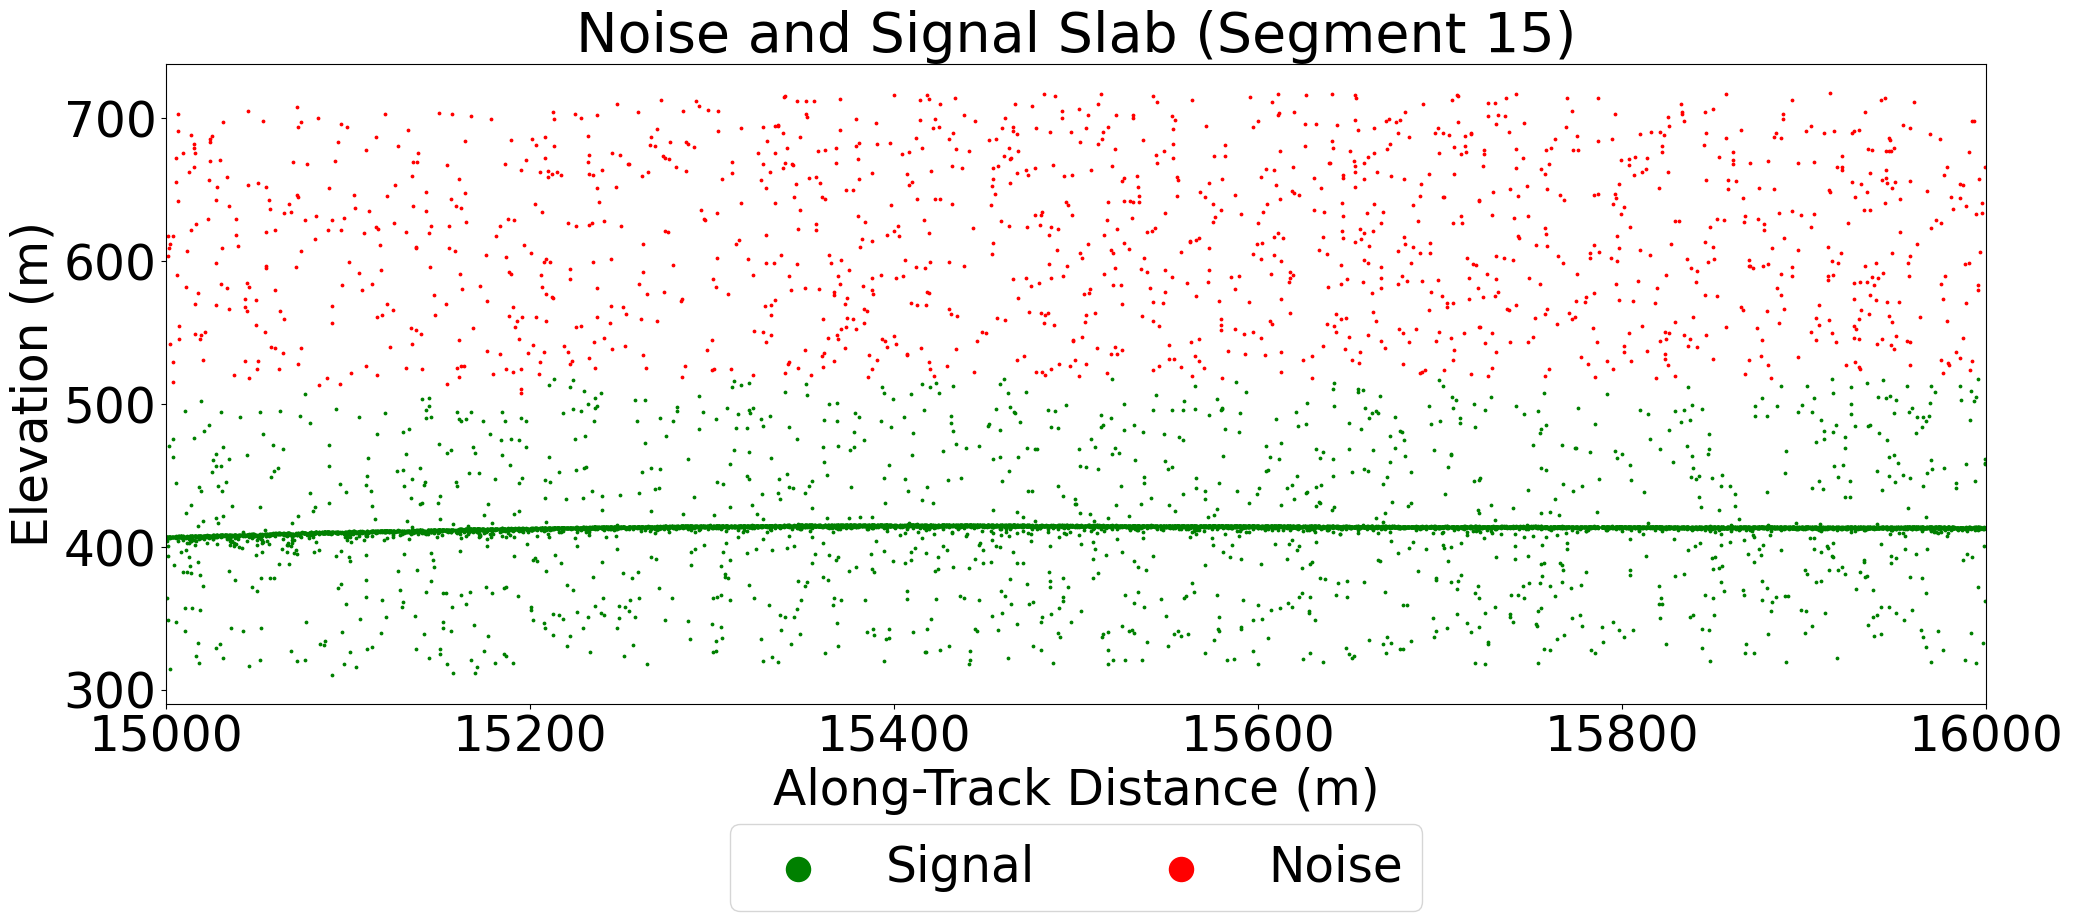 Noise and Signal Slab (Segment 15)
Elevation (m)
700
600
500
400
300
15000 15200 15400 15600 15800 16000
Along-Track Distance (m)
Signal Noise